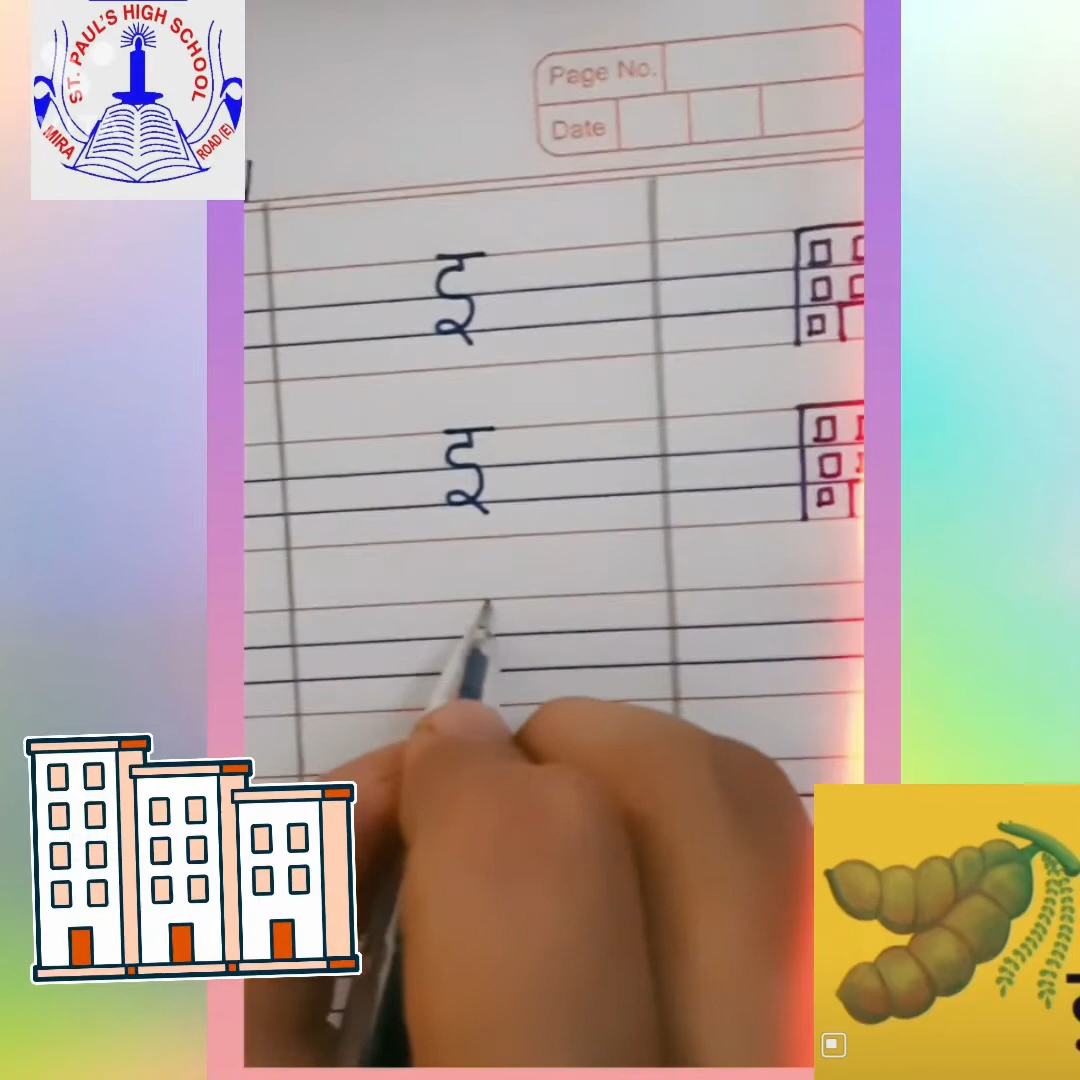 ST. PAUL'S HIGH SCHOOL
MIRA ROAD (E)
Page No.
Date
इ
इ